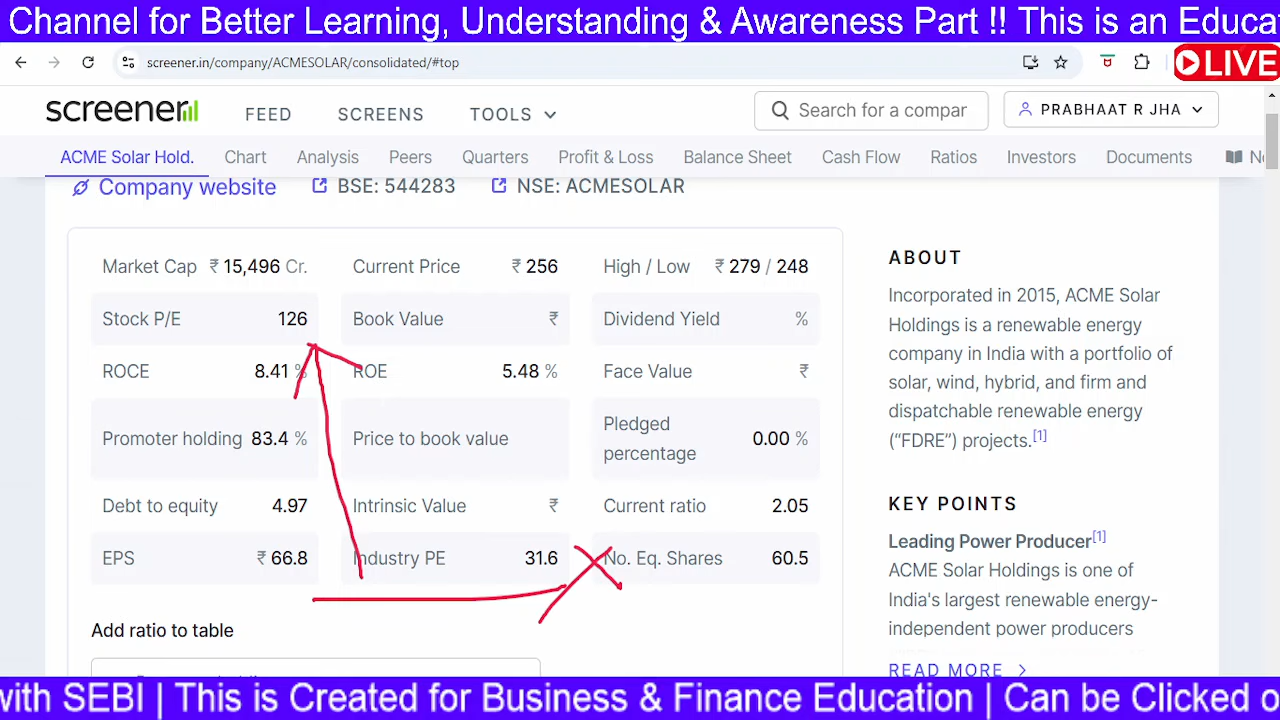 Channel for Better Learning, Understanding & Awareness Part !! This is an Educa
screener.in/company/ACMESOLAR/consolidated/#top
LIVE
screener
FEED SCREENS TOOLS
Search for a compar
PRABHAAT R JHA
ACME Solar Hold. Chart Analysis Peers Quarters Profit & Loss Balance Sheet Cash Flow Ratios Investors Documents
Company website BSE: 544283 NSE: ACMESOLAR
Market Cap ₹ 15,496 Cr. Current Price ₹ 256 High / Low ₹ 279 / 248
Stock P/E 126 Book Value ₹ Dividend Yield %
ROCE 8.41 % ROE 5.48 % Face Value ₹
Promoter holding 83.4 % Price to book value Pledged percentage 0.00 %
Debt to equity 4.97 Intrinsic Value ₹ Current ratio 2.05
EPS ₹ 66.8 Industry PE 31.6 No. Eq. Shares 60.5
Add ratio to table
ABOUT
Incorporated in 2015, ACME Solar
Holdings is a renewable energy
company in India with a portfolio of
solar, wind, hybrid, and firm and
dispatchable renewable energy
(“FDRE”) projects.[1]
KEY POINTS
Leading Power Producer[1]
ACME Solar Holdings is one of
India's largest renewable energy-
independent power producers
READ MORE
with SEBI | This is Created for Business & Finance Education | Can be Clicked o